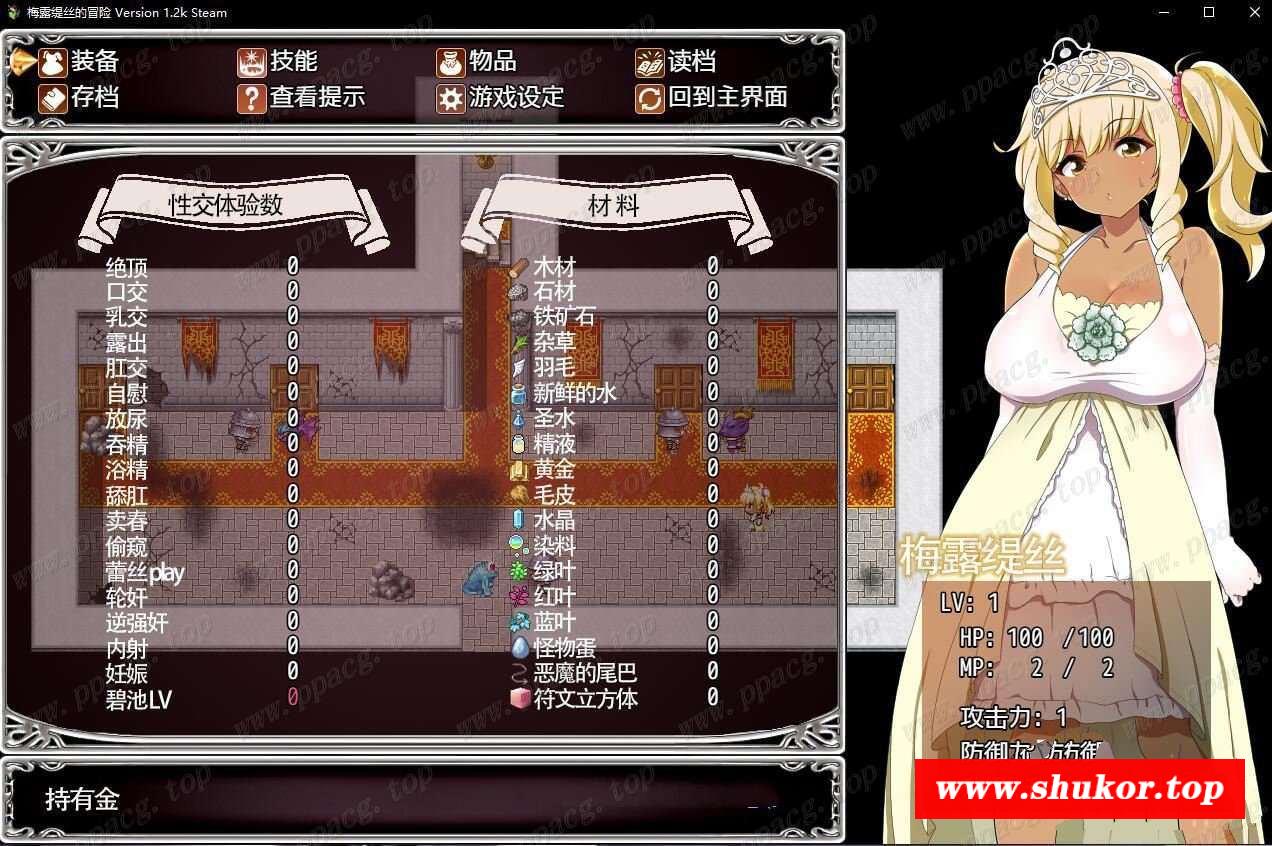 梅露缇丝的冒险 Version 1.2k Steam
装备 技能 物品 读档
存档 查看提示 游戏设定 回到主界面
性交体验数
绝顶 0
口交 0
乳交 0
露出 0
肛交 0
自慰 0
放尿 0
吞精 0
浴精 0
舔肛 0
卖春 0
偷窥 0
蕾丝play 0
轮奸 0
逆强奸 0
内射 0
妊娠 0
碧池LV 0
材料
木材 0
石材 0
铁矿石 0
杂草 0
羽毛 0
新鲜的水 0
圣水 0
精液 0
黄金 0
毛皮 0
水晶 0
染料 0
绿叶 0
红叶 0
蓝叶 0
怪物蛋 0
恶魔的尾巴 0
符文立方体 0
梅露缇丝
LV: 1
HP: 100 /100
MP: 2 / 2
攻击力: 1
防御
持有金
www.shukor.top
www.ppacg.top